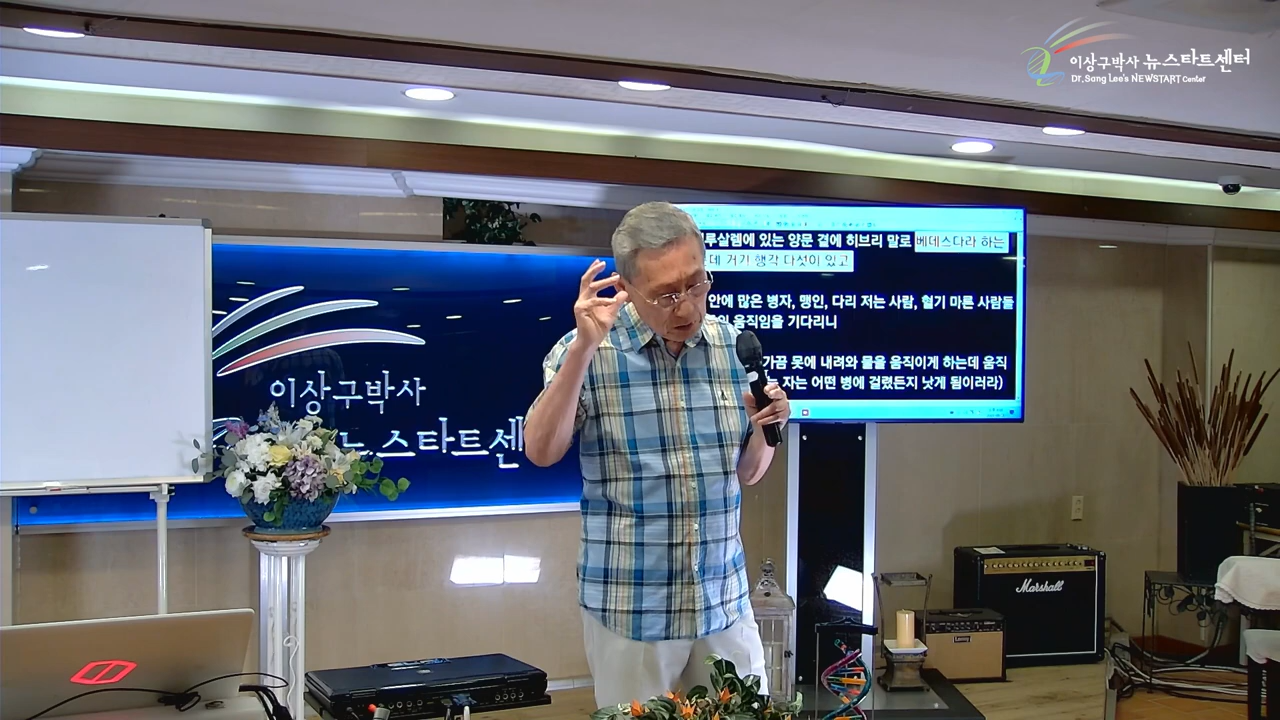 이상구박사 뉴스타트센터
Dr. Sang Lee's NEWSTART Center
루살렘에 있는 양문 곁에 히브리 말로 베데스다라 하는
데 거기 행각 다섯이 있고
안에 많은 병자, 맹인, 다리 저는 사람, 혈기 마른 사람들
움직임을 기다리니
가끔 못에 내려와 물을 움직이게 하는데 움직
자는 어떤 병에 걸렸든지 낫게 됨이러라)
이상구박사
뉴스타트센
Marshall